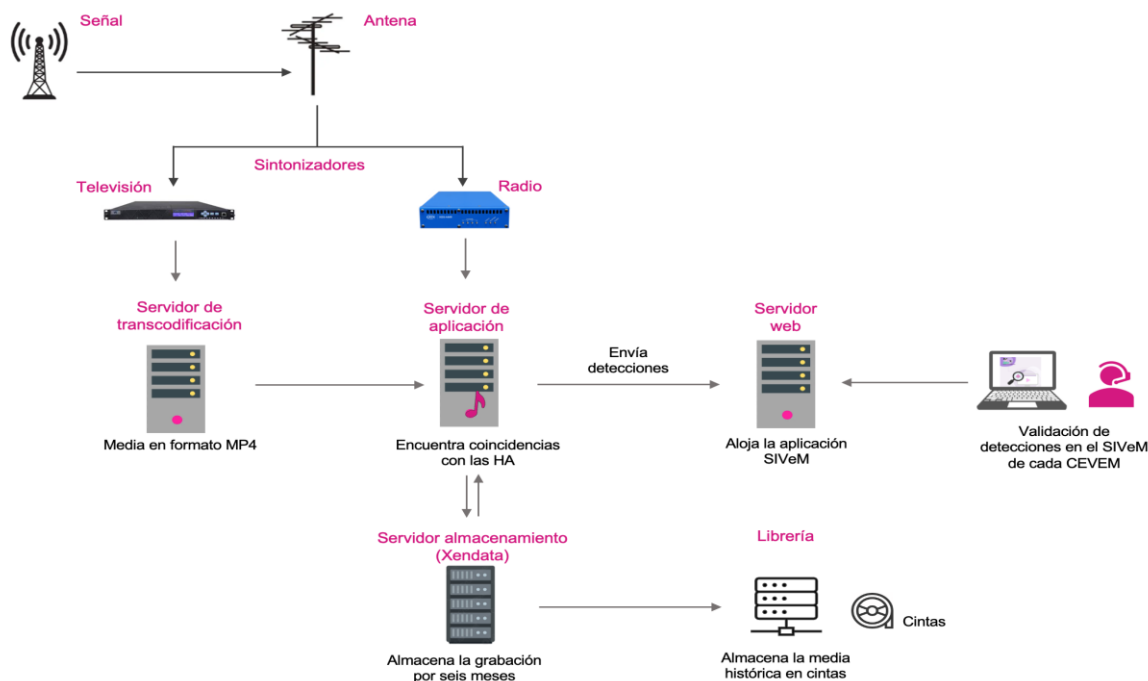 Señal
Antena
Sintonizadores
Televisión
Radio
Servidor de
transcodificación
Media en formato MP4
Servidor de
aplicación
Encuentra coincidencias
con las HA
Envía
detecciones
Servidor
web
Aloja la aplicación
SIVeM
Validación de
detecciones en el SIVeM
de cada CEVEM
Servidor almacenamiento
(Xendata)
Almacena la grabación
por seis meses
Librería
Cintas
Almacena la media
histórica en cintas